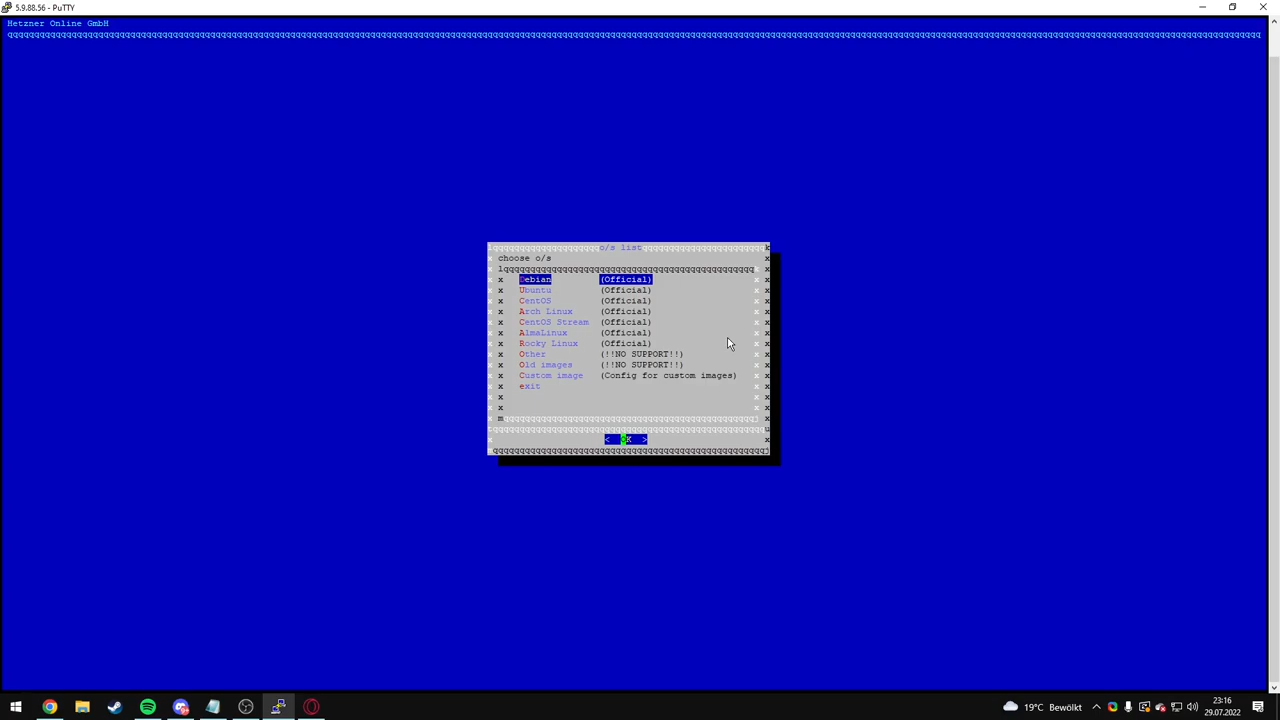 5.9.88.56 - PuTTY
Hetzner Online GmbH
o/s list
choose o/s
Debian (Official)
Ubuntu (Official)
CentOS (Official)
Arch Linux (Official)
CentOS Stream (Official)
AlmaLinux (Official)
Rocky Linux (Official)
Other (!!NO SUPPORT!!)
Old images (!!NO SUPPORT!!)
Custom image (Config for custom images)
exit
< OK >
19°C Bewölkt
23:16
29.07.2022